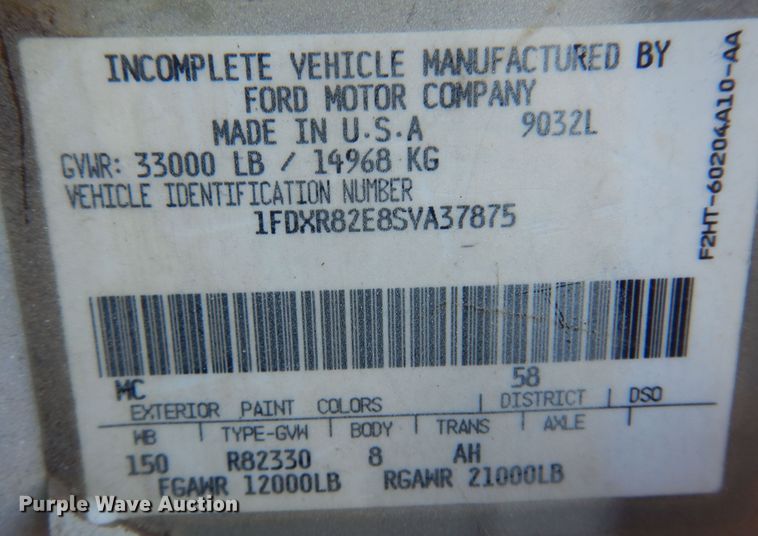 INCOMPLETE VEHICLE MANUFACTURED BY
FORD MOTOR COMPANY
MADE IN U.S.A 9032L
GVWR: 33000 LB / 14968 KG
VEHICLE IDENTIFICATION NUMBER
1FDXR82E8SVA37875
F2HT-60204A10-AA
MC 58
EXTERIOR PAINT COLORS DISTRICT DSO
WB TYPE-GVW BODY TRANS AXLE
150 R82330 8 AH
FGAWR 12000LB RGAWR 21000LB
Purple Wave Auction